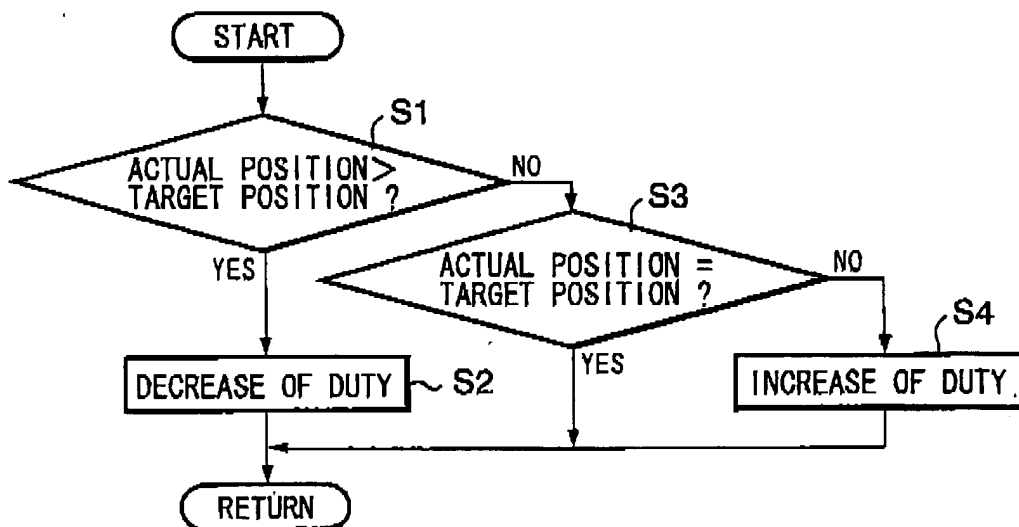 START
S1
ACTUAL POSITION>
TARGET POSITION ?
NO
YES
S3
ACTUAL POSITION =
TARGET POSITION ?
NO
YES
S4
DECREASE OF DUTY
S2
INCREASE OF DUTY
RETURN